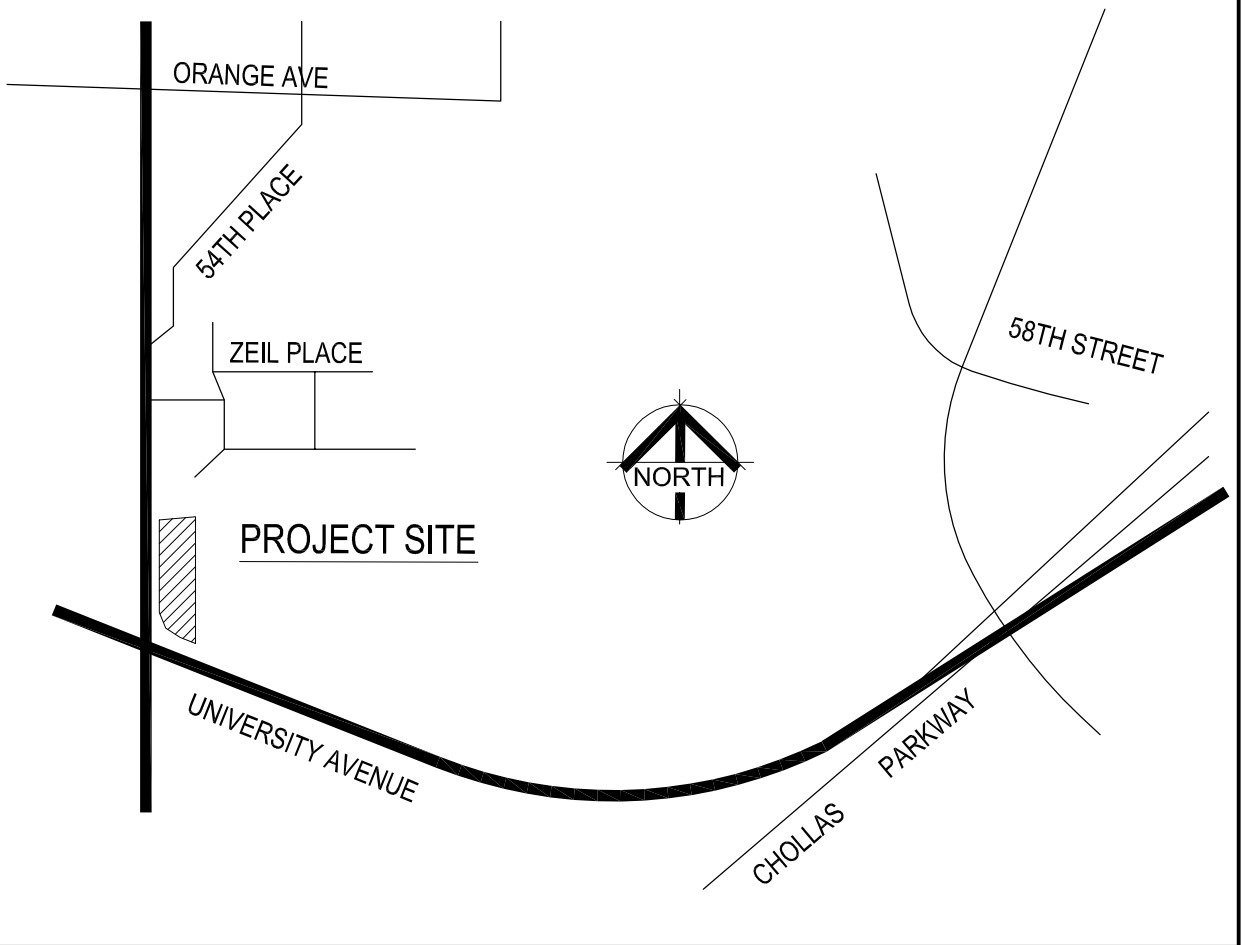 ORANGE AVE
54TH PLACE
ZEIL PLACE
58TH STREET
NORTH
PROJECT SITE
UNIVERSITY AVENUE
CHOLLAS PARKWAY